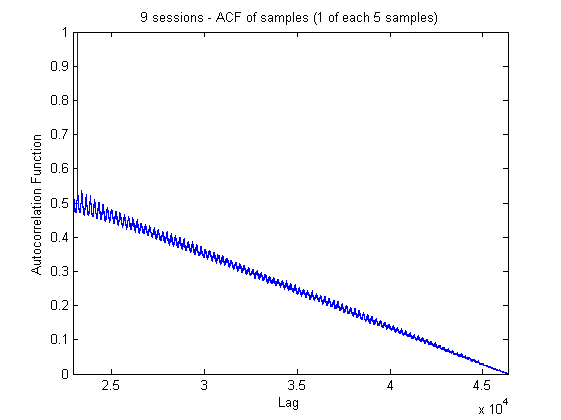 9 sessions - ACF of samples (1 of each 5 samples)
1
0.9
0.8
0.7
0.6
0.5
0.4
0.3
0.2
0.1
0
Autocorrelation Function
2.5 3 3.5 4 4.5
Lag
x 10^4